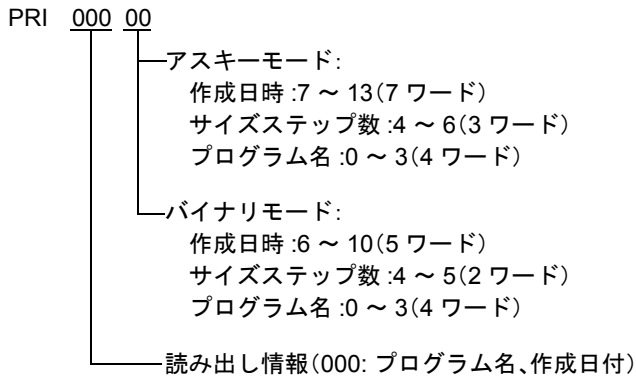 PRI 000 00
アスキーモード:
作成日時 :7 ～ 13（7 ワード）
サイズステップ数 :4 ～ 6（3 ワード）
プログラム名 :0 ～ 3（4 ワード）
バイナリモード:
作成日時 :6 ～ 10（5 ワード）
サイズステップ数 :4 ～ 5（2 ワード）
プログラム名 :0 ～ 3（4 ワード）
読み出し情報（000: プログラム名、作成日付）